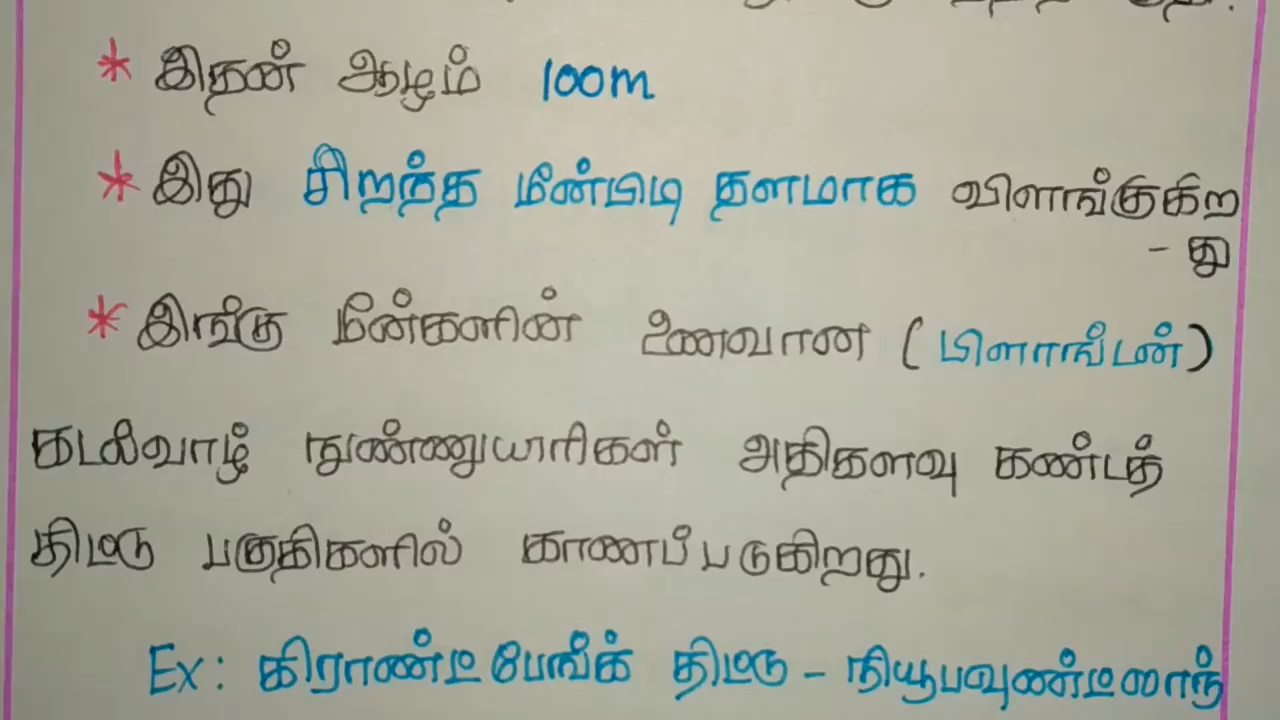 * இதன் ஆழம் 100m
* இது சிறந்த மீன்பிடி தளமாக விளங்குகிற
- து
* இங்கு மீன்களின் உணவான (பிளாங்டன்)
கடல்வாழ் நுண்ணுயாரிகள் அதிகளவு கண்டத்
திட்டு பகுதிகளில் காணப்படுகிறது.
Ex: கிராண்ட் பேங்க் திட்டு - நியூபவுண்ட்லாந்